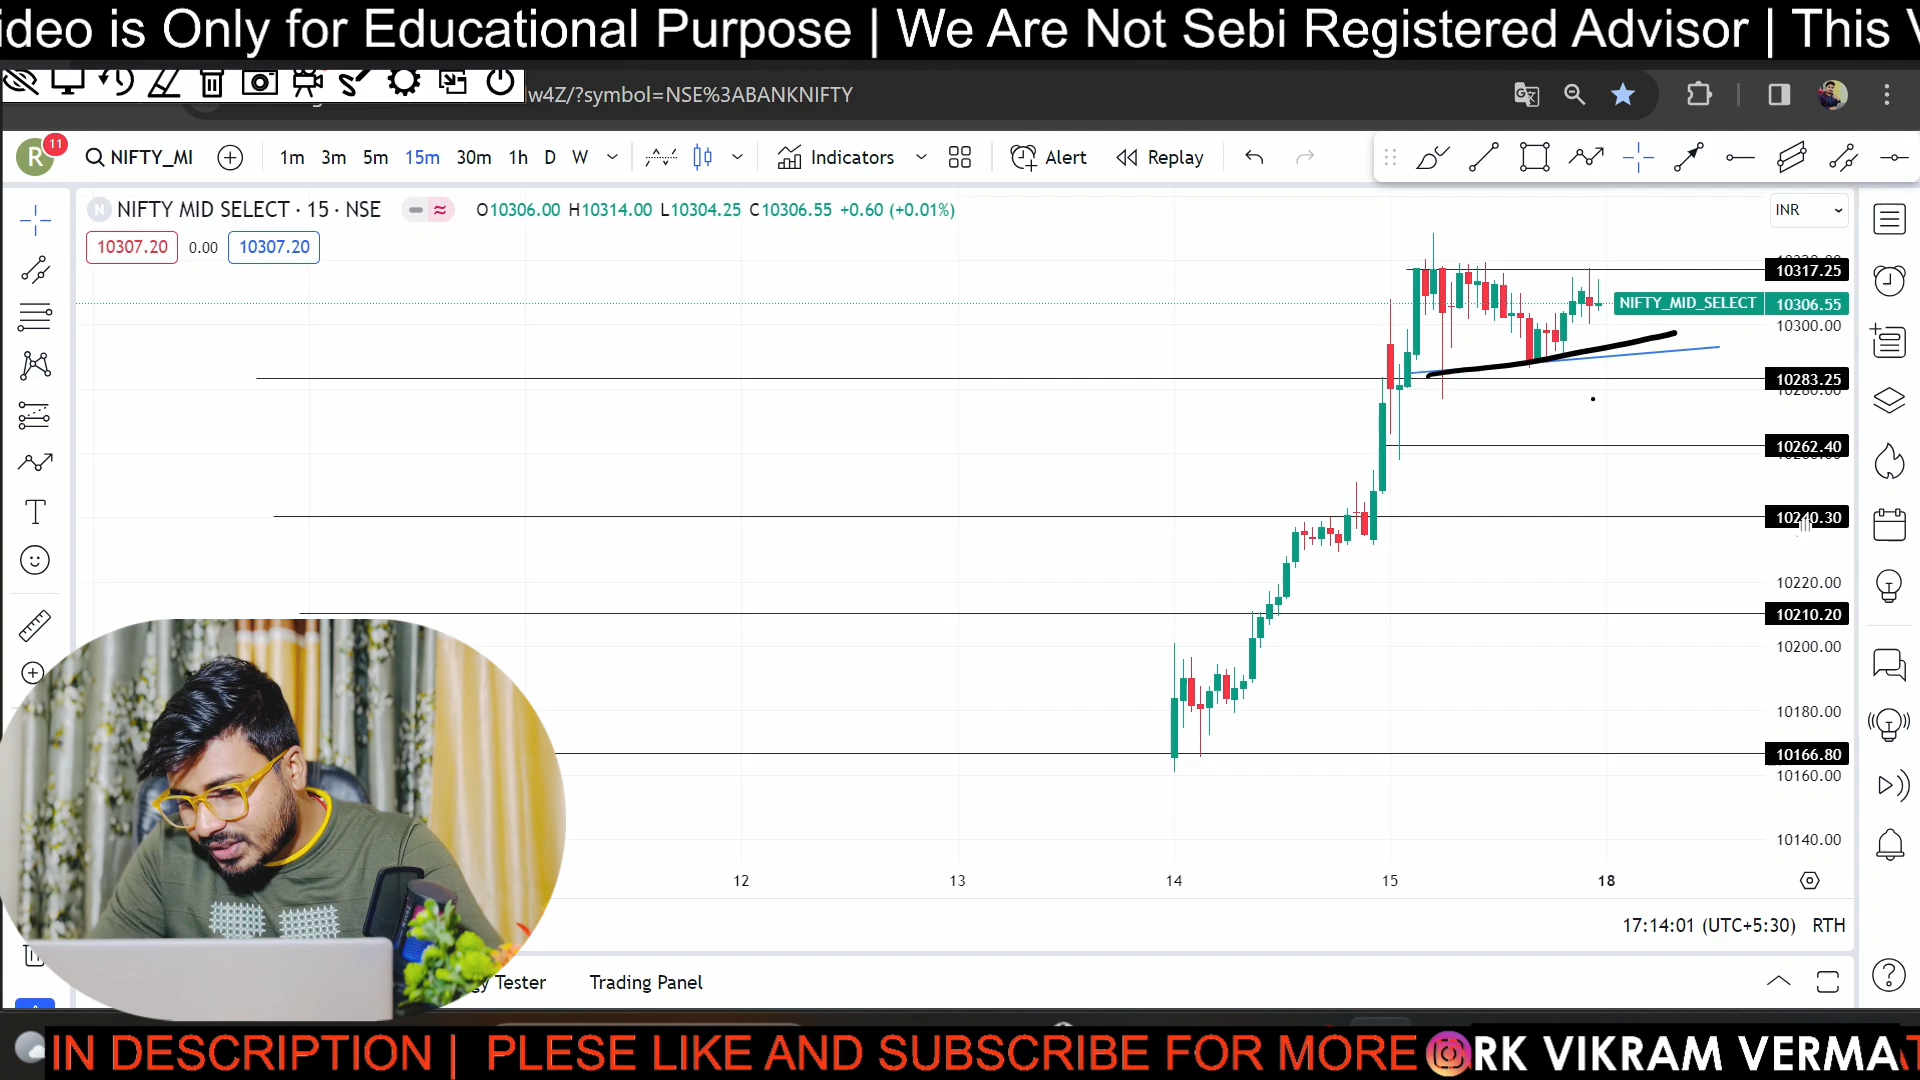 ideo is Only for Educational Purpose | We Are Not Sebi Registered Advisor | This V
w4Z/?symbol=NSE%3ABANKNIFTY
R 11 NIFTY_MI 1m 3m 5m 15m 30m 1h D W Indicators Alert Replay
N NIFTY MID SELECT · 15 · NSE O10306.00 H10314.00 L10304.25 C10306.55 +0.60 (+0.01%) INR
10307.20 0.00 10307.20
10317.25
NIFTY_MID_SELECT 10306.55
10300.00
10283.25
10262.40
10240.30
10220.00
10210.20
10200.00
10180.00
10166.80
10160.00
10140.00
12 13 14 15 18
17:14:01 (UTC+5:30) RTH
Tester Trading Panel
IN DESCRIPTION | PLESE LIKE AND SUBSCRIBE FOR MORE RK VIKRAM VERMA